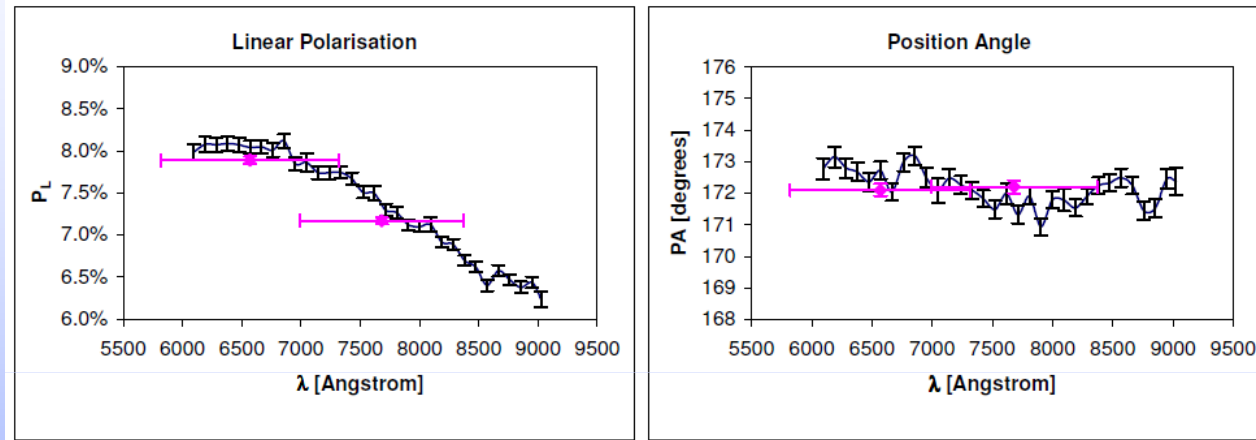 Linear Polarisation
9.0%
8.5%
8.0%
7.5%
7.0%
6.5%
6.0%
P_L
5500 6000 6500 7000 7500 8000 8500 9000 9500
λ [Angstrom]
Position Angle
176
175
174
173
172
171
170
169
168
PA [degrees]
5500 6000 6500 7000 7500 8000 8500 9000 9500
λ [Angstrom]